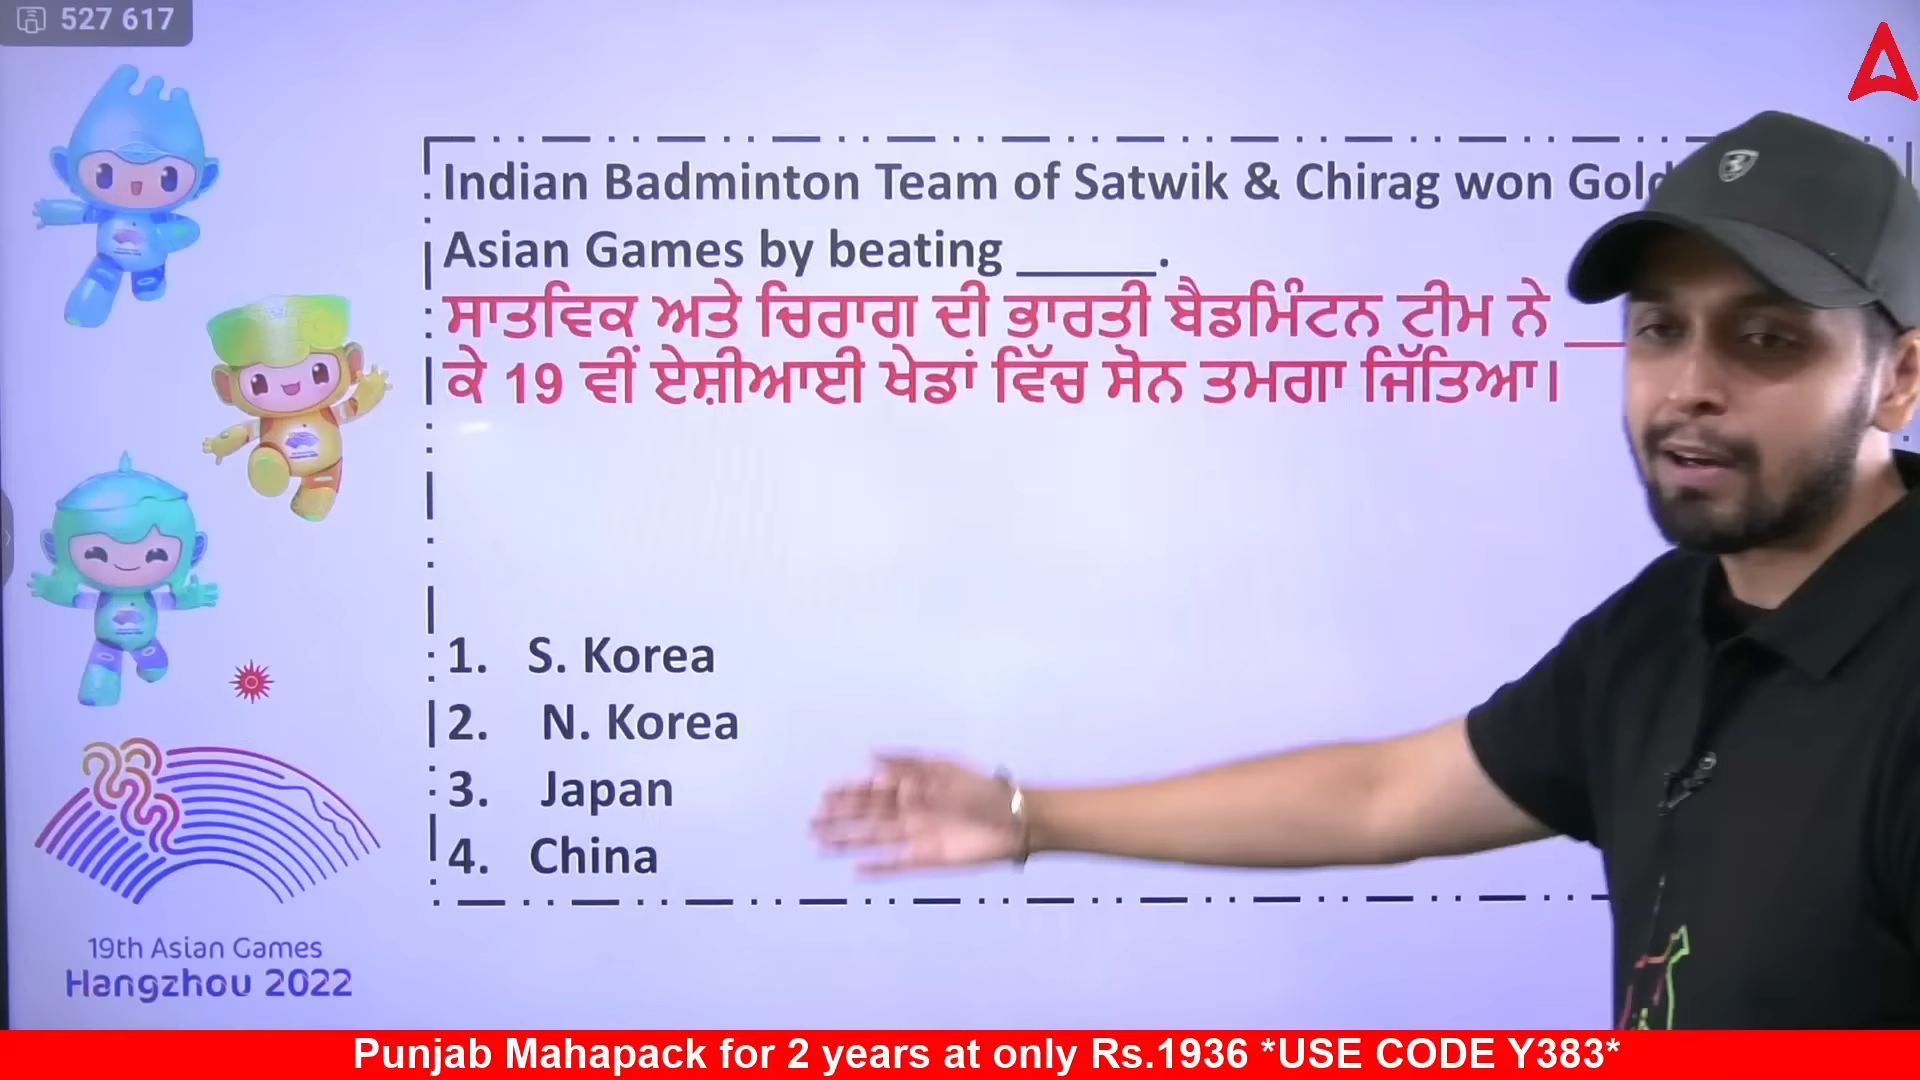 527 617
Indian Badminton Team of Satwik & Chirag won Gold
Asian Games by beating _____.
ਸਾਤਵਿਕ ਅਤੇ ਚਿਰਾਗ ਦੀ ਭਾਰਤੀ ਬੈਡਮਿੰਟਨ ਟੀਮ ਨੇ __
ਕੇ 19 ਵੀਂ ਏਸ਼ੀਆਈ ਖੇਡਾਂ ਵਿੱਚ ਸੋਨ ਤਮਗਾ ਜਿੱਤਿਆ।
1. S. Korea
2. N. Korea
3. Japan
4. China
19th Asian Games
Hangzhou 2022
Punjab Mahapack for 2 years at only Rs.1936 *USE CODE Y383*